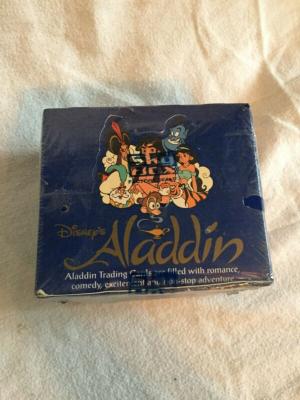 Disney's
Aladdin
Aladdin Trading Cards are filled with romance,
comedy, excitement and non-stop adventure